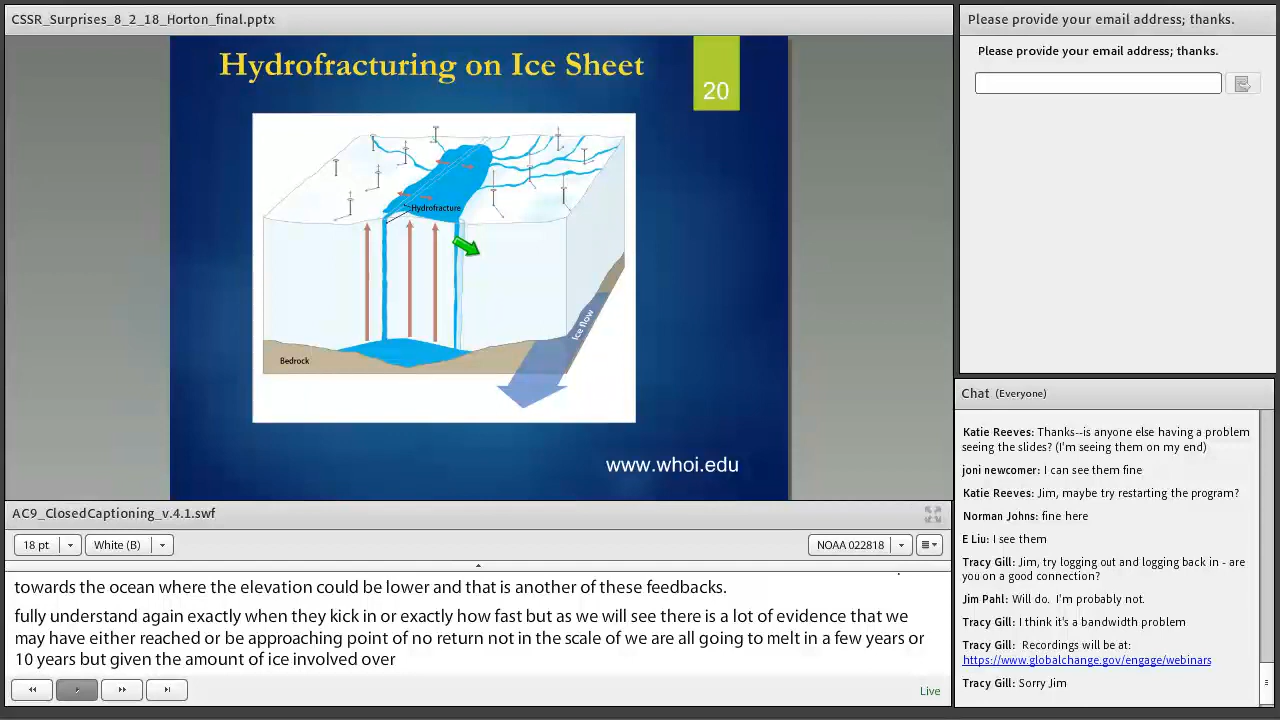 CSSR_Surprises_8_2_18_Horton_final.pptx
Hydrofracturing on Ice Sheet
20
Hydrofracture
Ice flow
Bedrock
www.whoi.edu
AC9_ClosedCaptioning_v.4.1.swf
18 pt
White (B)
NOAA 022818
towards the ocean where the elevation could be lower and that is another of these feedbacks.
fully understand again exactly when they kick in or exactly how fast but as we will see there is a lot of evidence that we
may have either reached or be approaching point of no return not in the scale of we are all going to melt in a few years or
10 years but given the amount of ice involved over
Live
Please provide your email address; thanks.
Please provide your email address; thanks.
Chat (Everyone)
Katie Reeves: Thanks--is anyone else having a problem
seeing the slides? (I'm seeing them on my end)
joni newcomer: I can see them fine
Katie Reeves: Jim, maybe try restarting the program?
Norman Johns: fine here
E Liu: I see them
Tracy Gill: Jim, try logging out and logging back in - are
you on a good connection?
Jim Pahl: Will do. I'm probably not.
Tracy Gill: I think it's a bandwidth problem
Tracy Gill: Recordings will be at:
https://www.globalchange.gov/engage/webinars
Tracy Gill: Sorry Jim